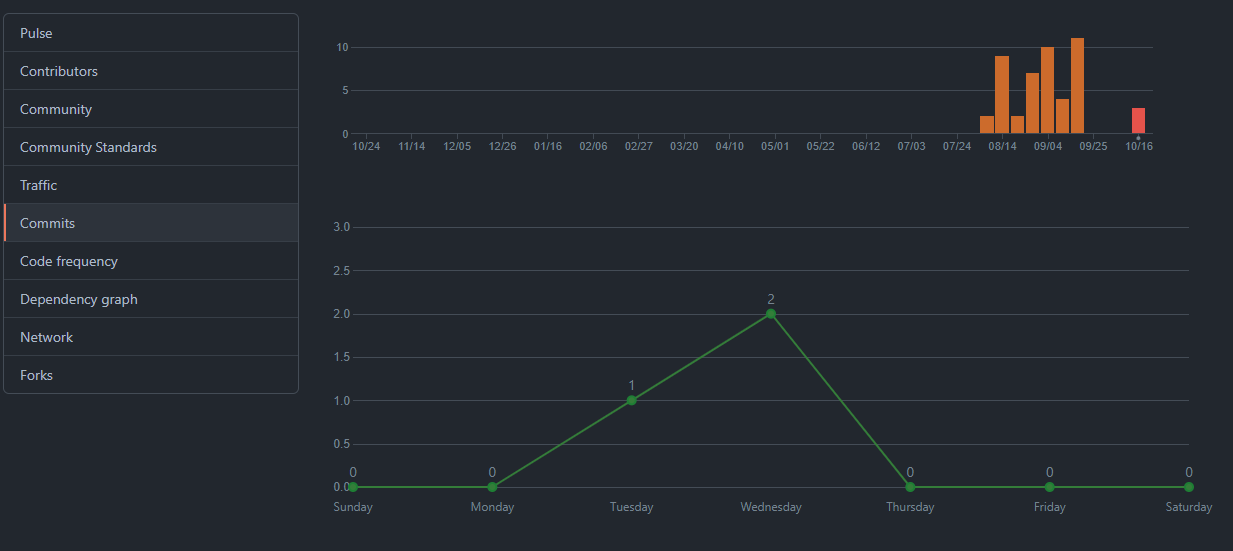 Pulse
Contributors
Community
Community Standards
Traffic
Commits
Code frequency
Dependency graph
Network
Forks
10
5
0
10/24 11/14 12/05 12/26 01/16 02/06 02/27 03/20 04/10 05/01 05/22 06/12 07/03 07/24 08/14 09/04 09/25 10/16
3.0
2.5
2
2.0
1.5
1
1.0
0.5
0 0 0 0 0
0.0
Sunday Monday Tuesday Wednesday Thursday Friday Saturday